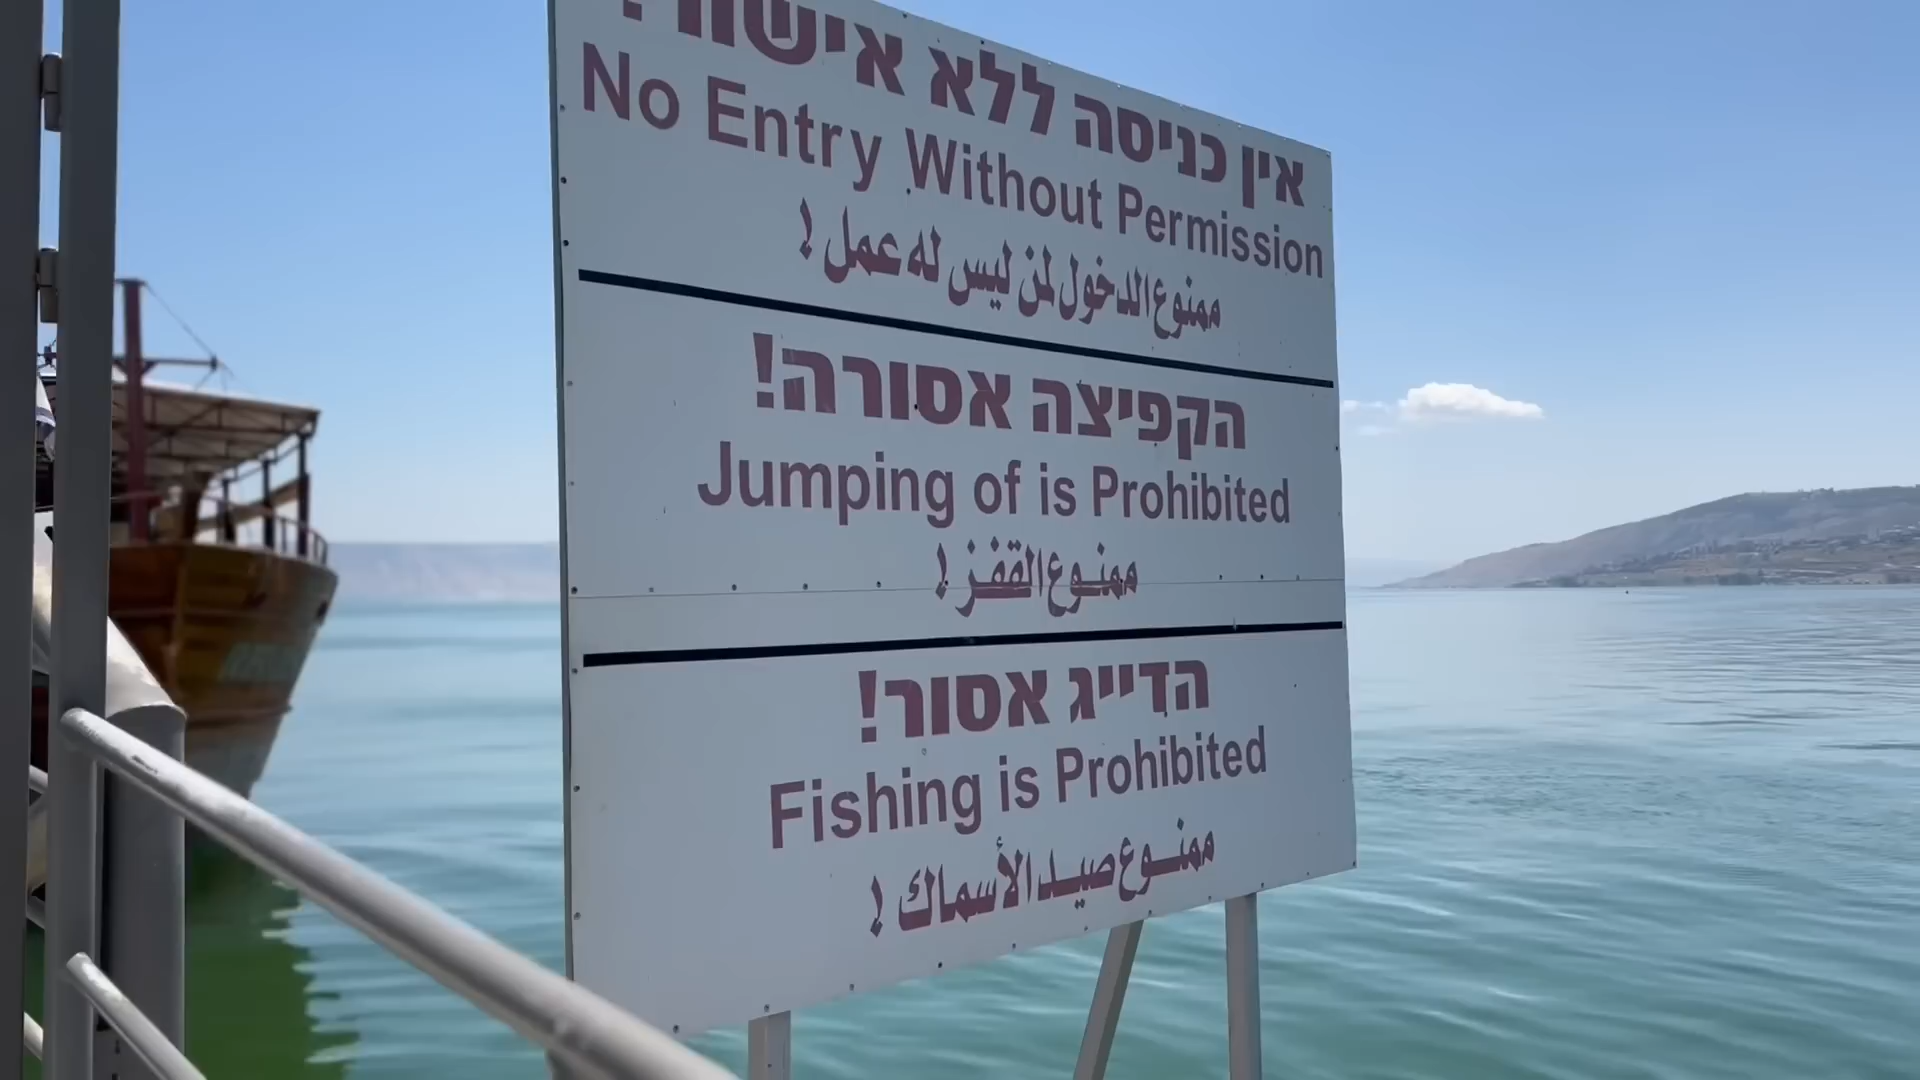 אין כניסה ללא אישור!
No Entry Without Permission
ممنوع الدخول لمن ليس له عمل!
הקפיצה אסורה!
Jumping of is Prohibited
ممنوع القفز!
הדייג אסור!
Fishing is Prohibited
ممنوع صيد الأسماك!